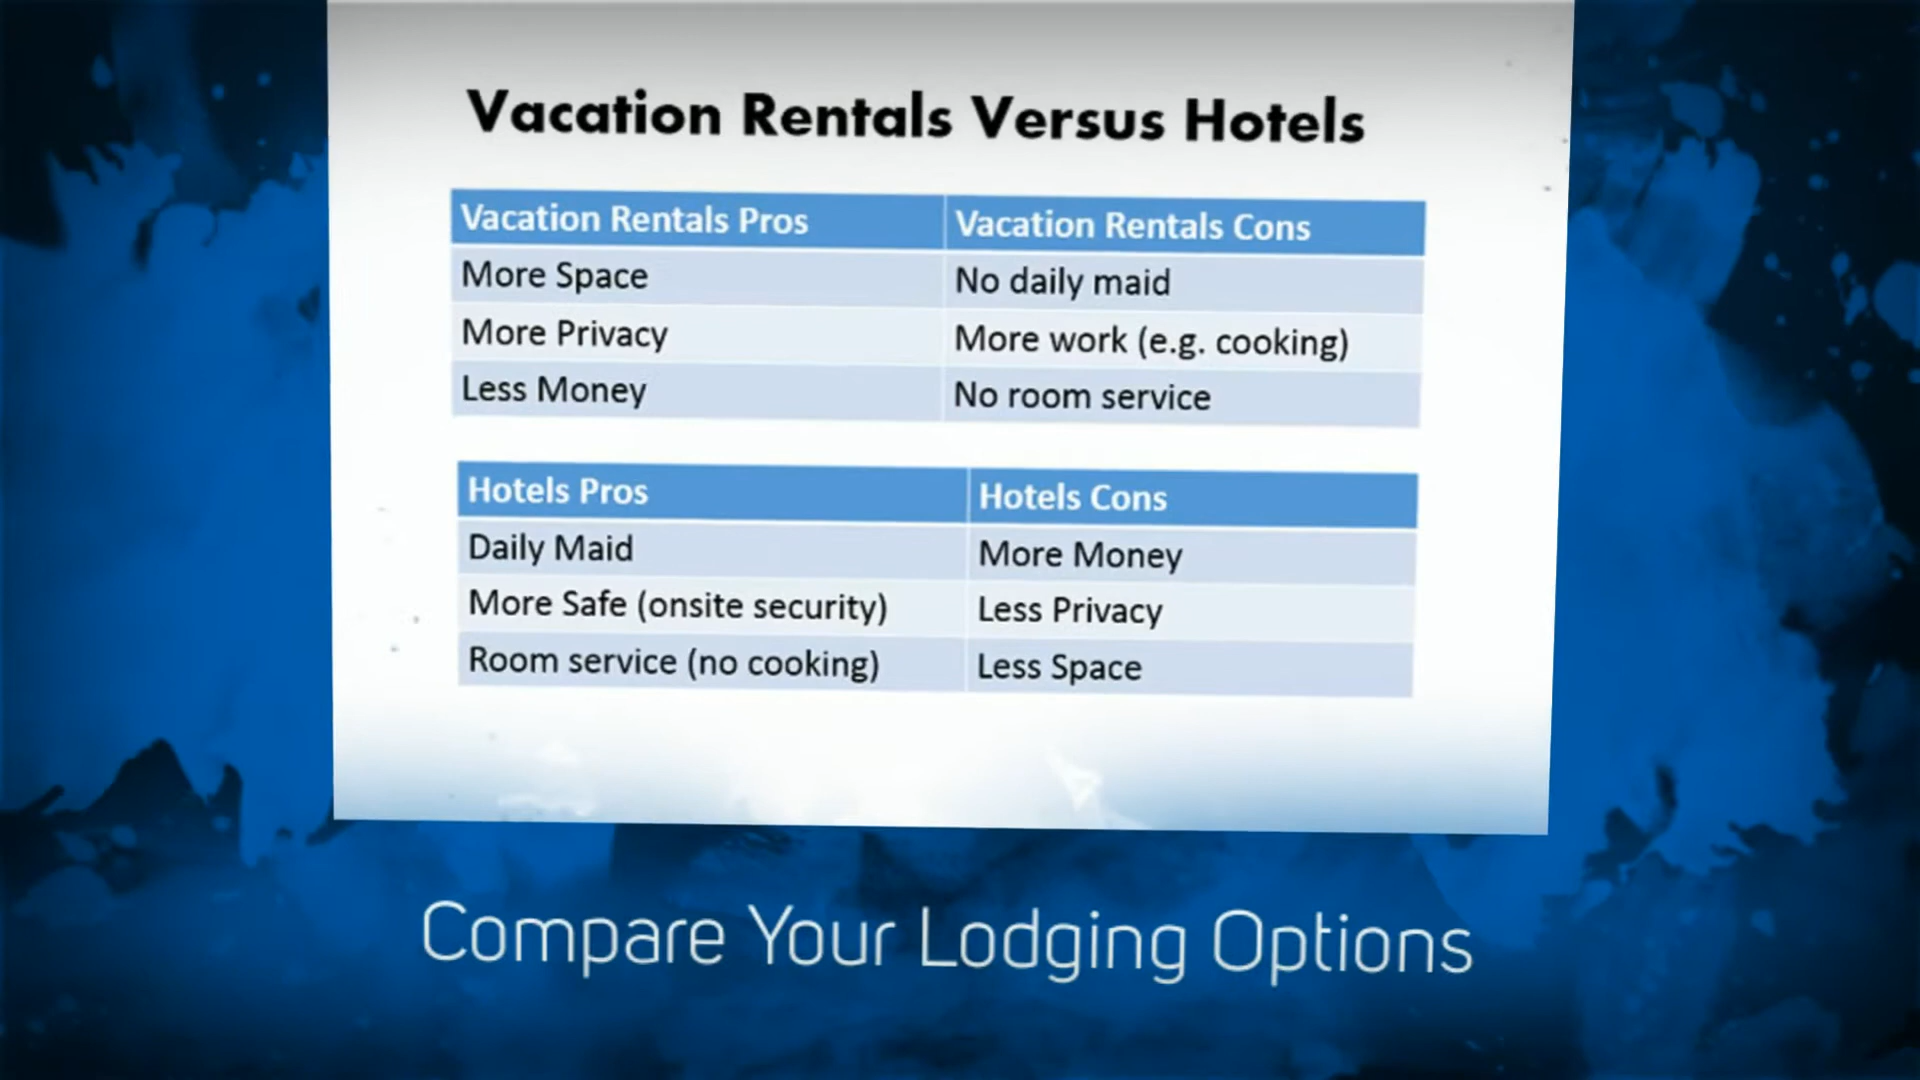 Vacation Rentals Versus Hotels
Vacation Rentals Pros Vacation Rentals Cons
More Space No daily maid
More Privacy More work (e.g. cooking)
Less Money No room service
Hotels Pros Hotels Cons
Daily Maid More Money
More Safe (onsite security) Less Privacy
Room service (no cooking) Less Space
Compare Your Lodging Options